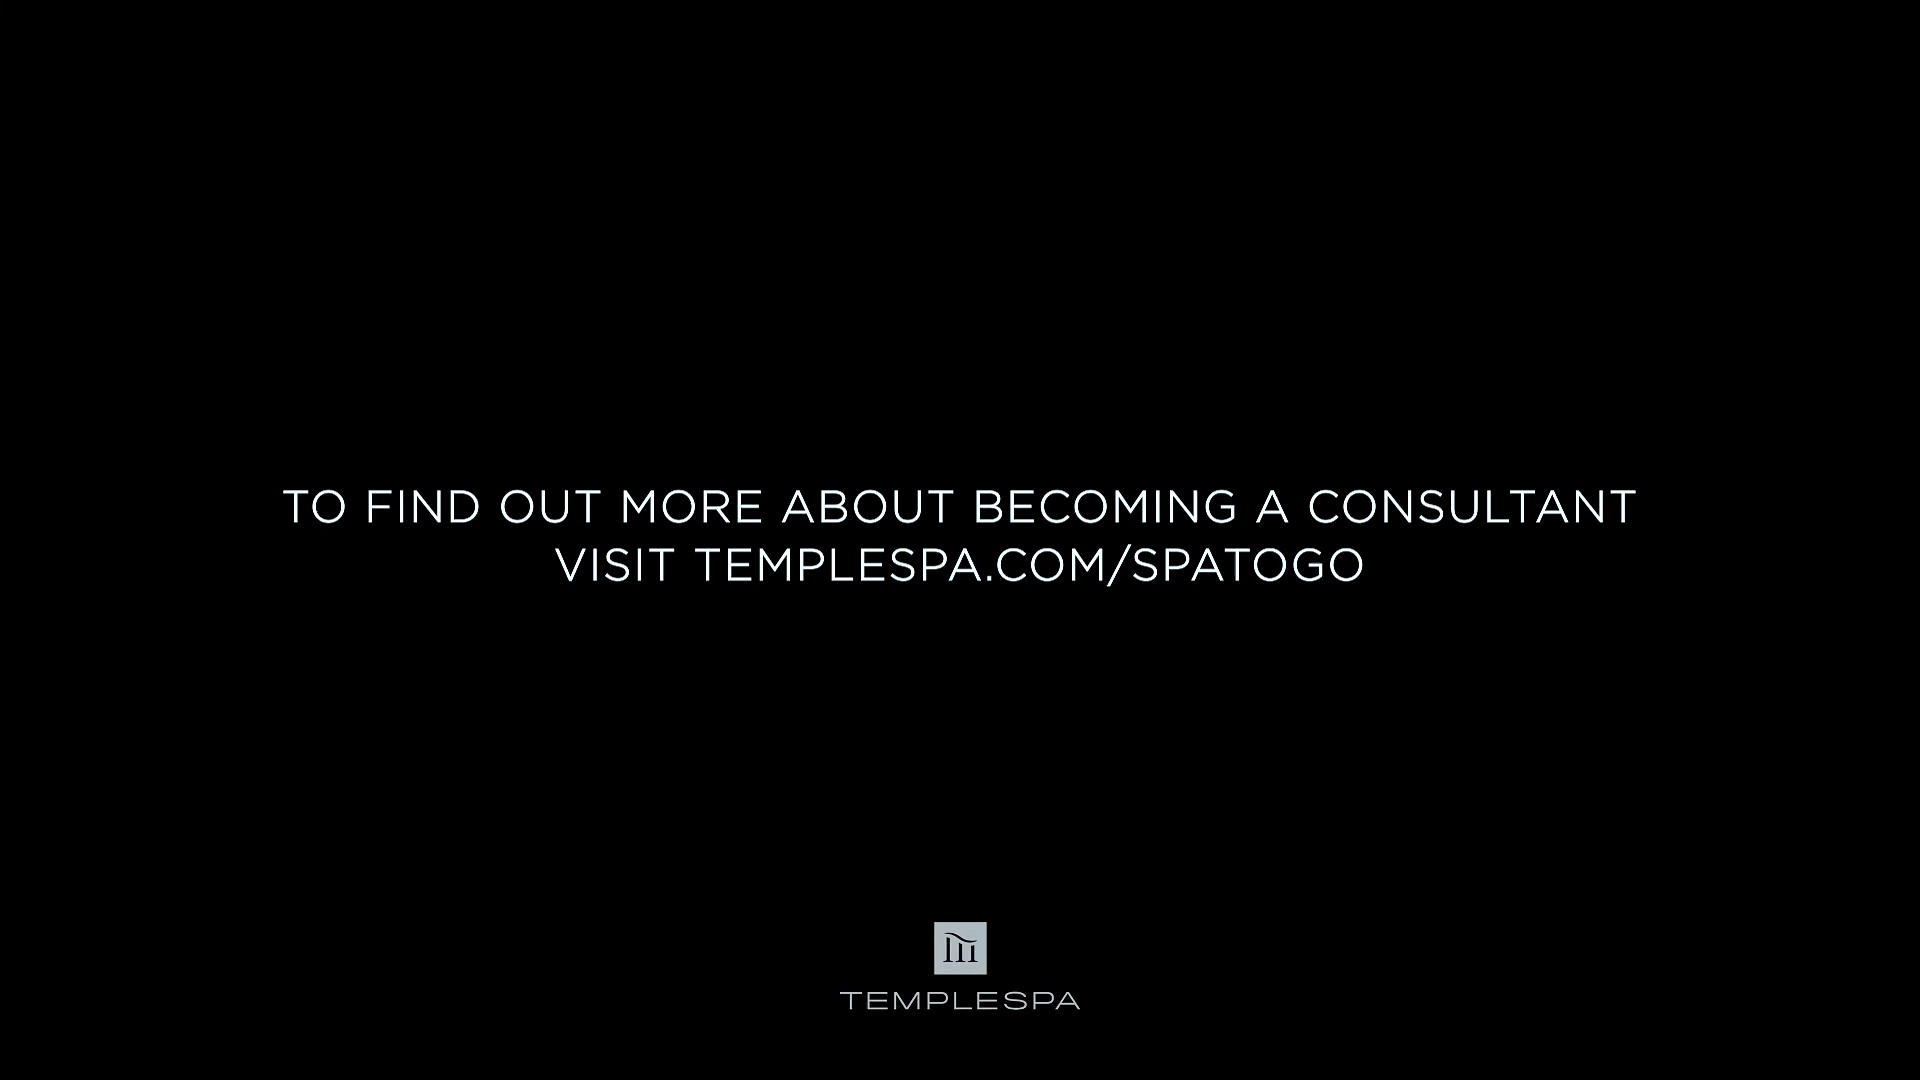 TO FIND OUT MORE ABOUT BECOMING A CONSULTANT
VISIT TEMPLESPA.COM/SPATOGO
TEMPLESPA